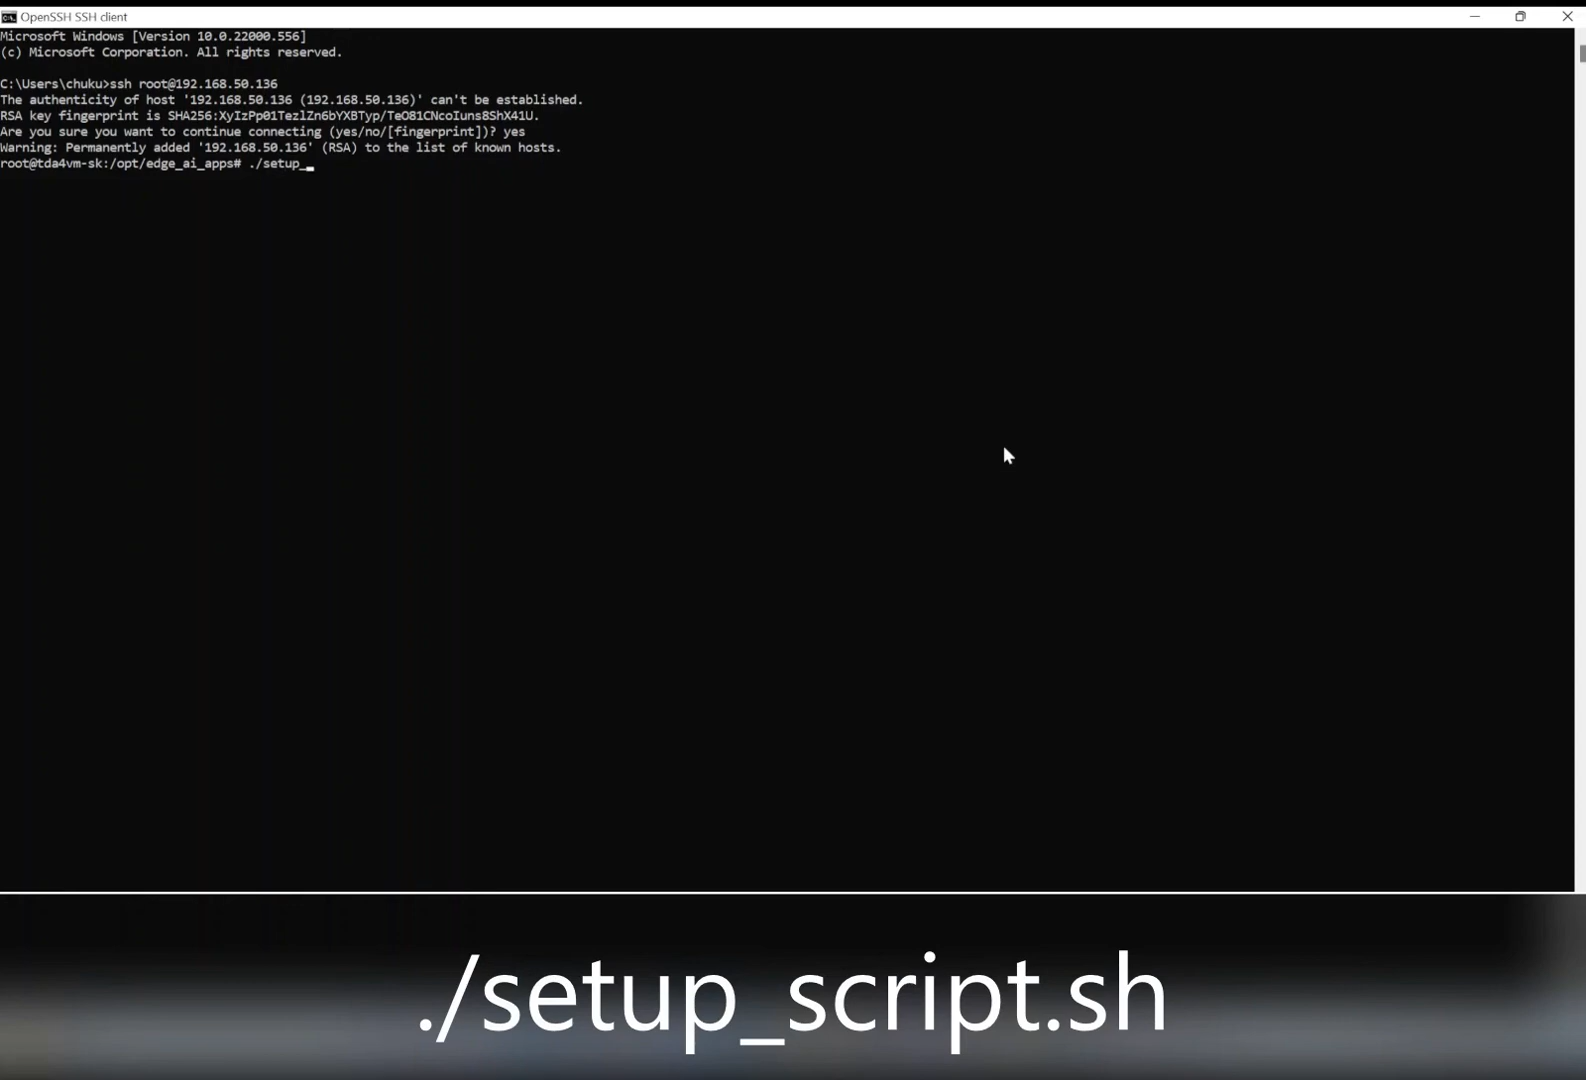 OpenSSH SSH client
Microsoft Windows [Version 10.0.22000.556]
(c) Microsoft Corporation. All rights reserved.
C:\Users\chuku>ssh root@192.168.50.136
The authenticity of host '192.168.50.136 (192.168.50.136)' can't be established.
RSA key fingerprint is SHA256:XyIzPp01TezlZn6bYXBTyp/TeO81CNcoIuns8ShX41U.
Are you sure you want to continue connecting (yes/no/[fingerprint])? yes
Warning: Permanently added '192.168.50.136' (RSA) to the list of known hosts.
root@tda4vm-sk:/opt/edge_ai_apps# ./setup_
./setup_script.sh